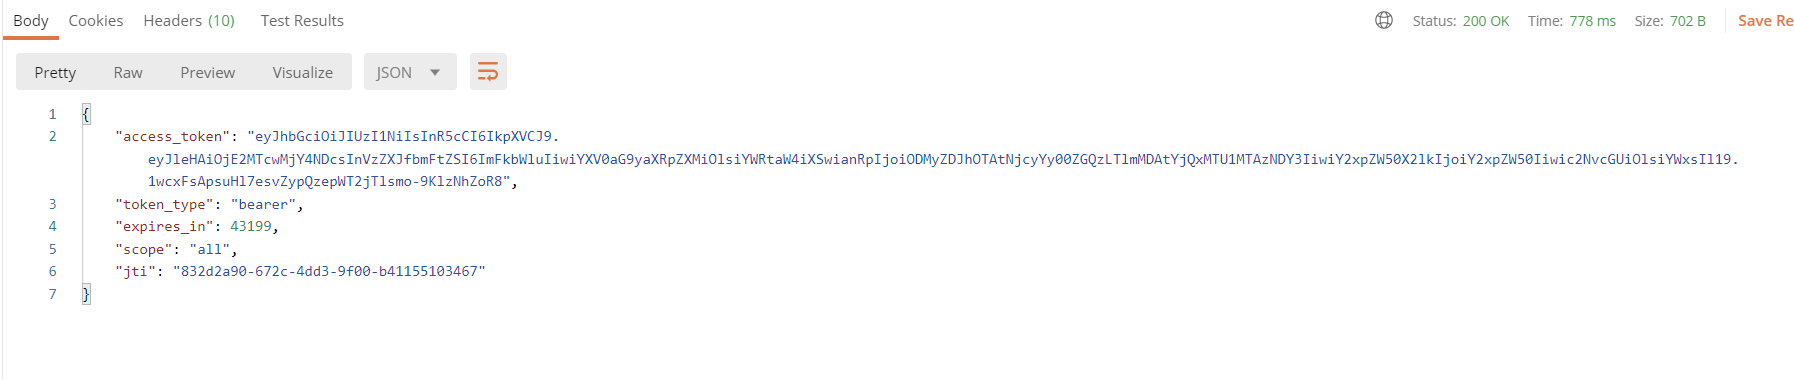 Body Cookies Headers (10) Test Results Status: 200 OK Time: 778 ms Size: 702 B Save Re
Pretty Raw Preview Visualize JSON
1 {
2 "access_token": "eyJhbGciOiJIUzI1NiIsInR5cCI6IkpXVCJ9.
eyJleHAiOjE2MTcwMjY4NDcsInVzZXJfbmFtZSI6ImFkbWluIiwiYXV0aG9yaXRpZXMiOlsiYWRtaW4iXSwianRpIjoiODMyZDJhOTAtNjcyYy00ZGQzLTlmMDAtYjQxMTU1MTAzNDY3IiwiY2xpZW50X2lkIjoiY2xpZW50Iiwic2NvcGUiOlsiYWxsIl19.
1wcxFsApsuHl7esvZypQzepWT2jTlsmo-9KlzNhZoR8",
3 "token_type": "bearer",
4 "expires_in": 43199,
5 "scope": "all",
6 "jti": "832d2a90-672c-4dd3-9f00-b41155103467"
7 }